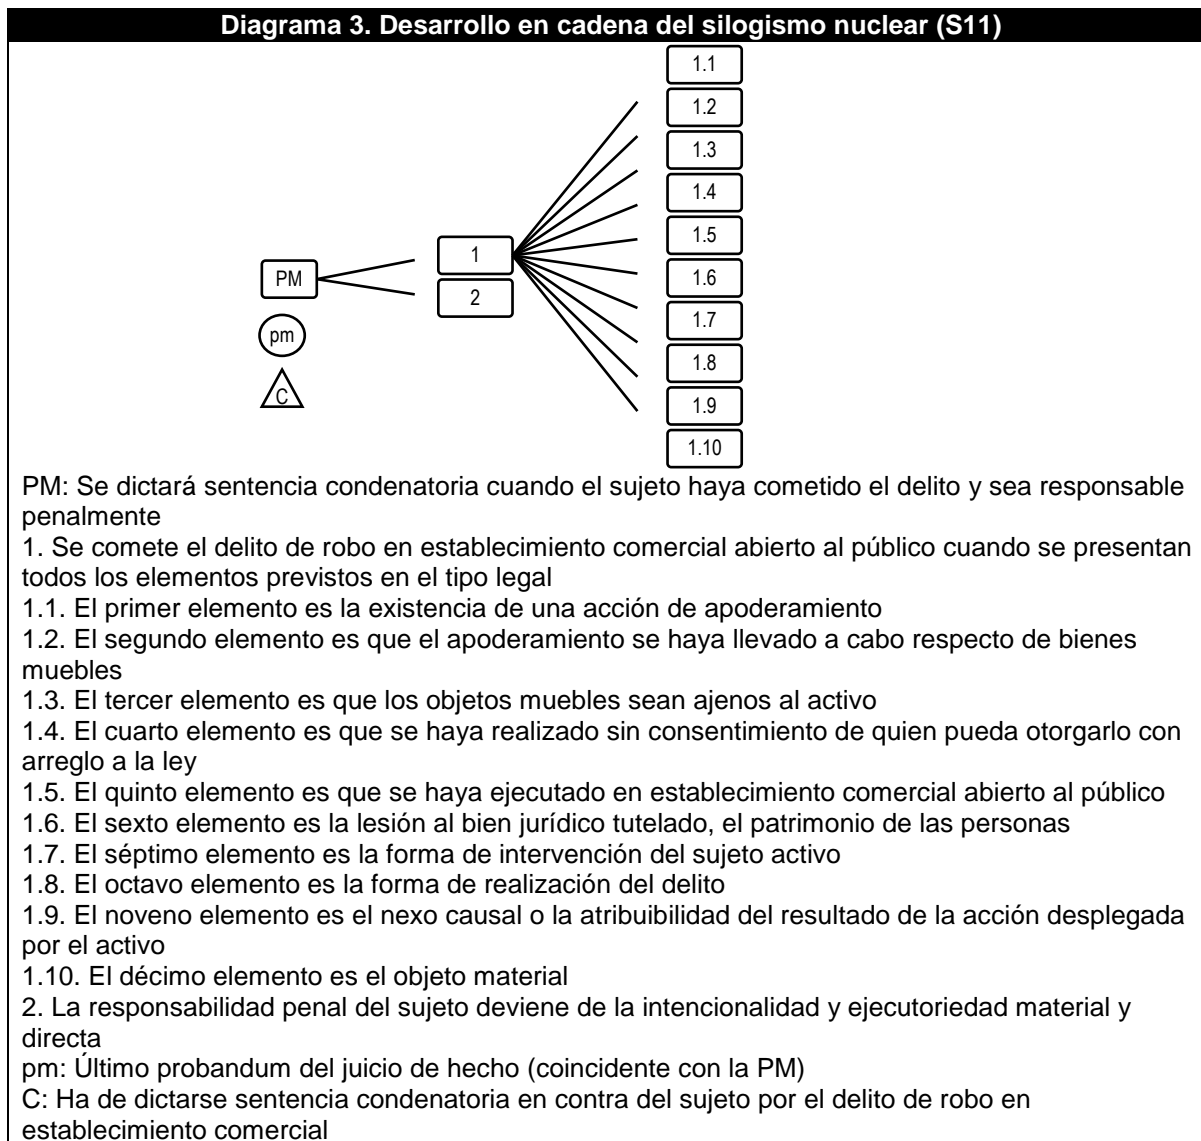 Diagrama 3. Desarrollo en cadena del silogismo nuclear (S11)
1.1
1.2
1.3
1.4
1.5
1.6
1.7
1.8
1.9
1.10
1
2
PM
pm
C
PM: Se dictará sentencia condenatoria cuando el sujeto haya cometido el delito y sea responsable
penalmente
1. Se comete el delito de robo en establecimiento comercial abierto al público cuando se presentan
todos los elementos previstos en el tipo legal
1.1. El primer elemento es la existencia de una acción de apoderamiento
1.2. El segundo elemento es que el apoderamiento se haya llevado a cabo respecto de bienes
muebles
1.3. El tercer elemento es que los objetos muebles sean ajenos al activo
1.4. El cuarto elemento es que se haya realizado sin consentimiento de quien pueda otorgarlo con
arreglo a la ley
1.5. El quinto elemento es que se haya ejecutado en establecimiento comercial abierto al público
1.6. El sexto elemento es la lesión al bien jurídico tutelado, el patrimonio de las personas
1.7. El séptimo elemento es la forma de intervención del sujeto activo
1.8. El octavo elemento es la forma de realización del delito
1.9. El noveno elemento es el nexo causal o la atribuibilidad del resultado de la acción desplegada
por el activo
1.10. El décimo elemento es el objeto material
2. La responsabilidad penal del sujeto deviene de la intencionalidad y ejecutoriedad material y
directa
pm: Último probandum del juicio de hecho (coincidente con la PM)
C: Ha de dictarse sentencia condenatoria en contra del sujeto por el delito de robo en
establecimiento comercial